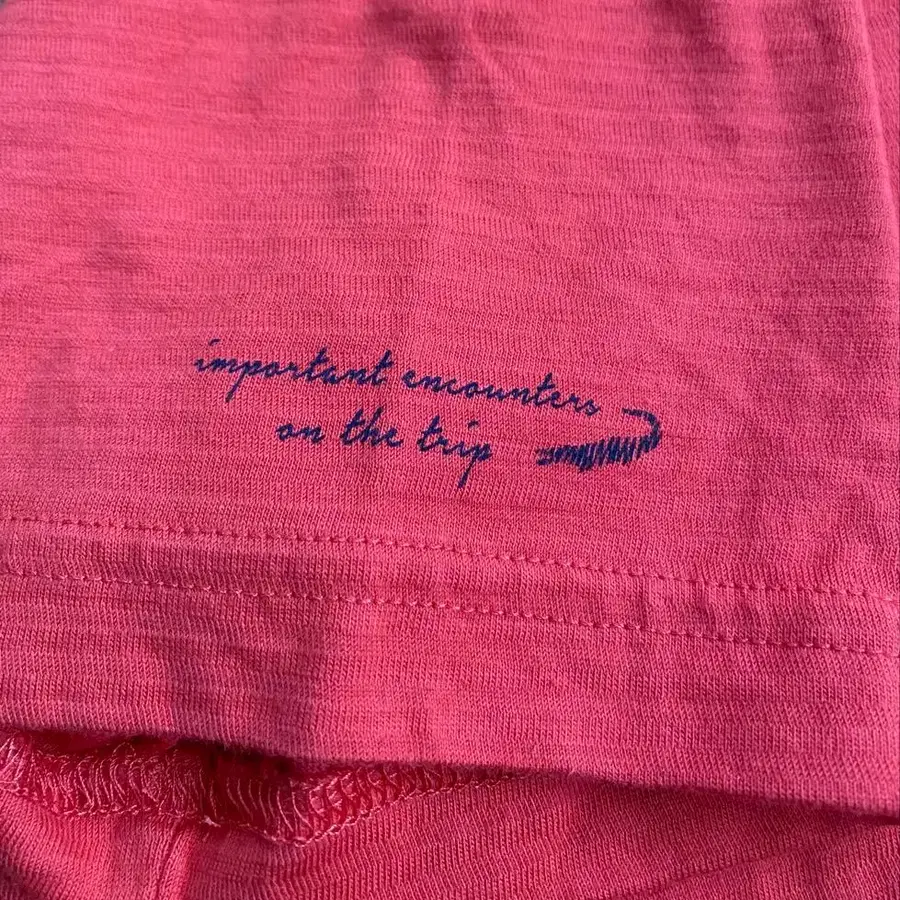 important encounters
on the trip